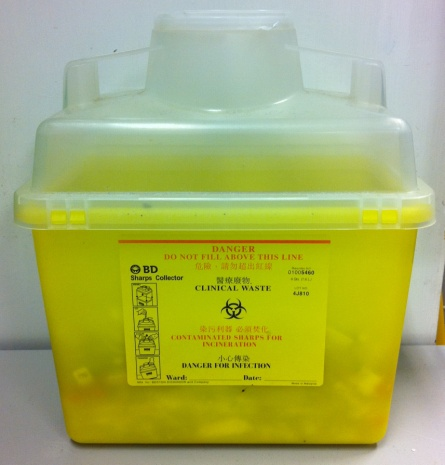 DANGER
DO NOT FILL ABOVE THIS LINE
危險 - 請勿超出紅線
BD
Sharps Collector
醫療廢物
CLINICAL WASTE
4J810
染污利器 必須焚化
CONTAMINATED SHARPS FOR
INCINERATION
小心傳染
DANGER FOR INFECTION
Ward:
Date: